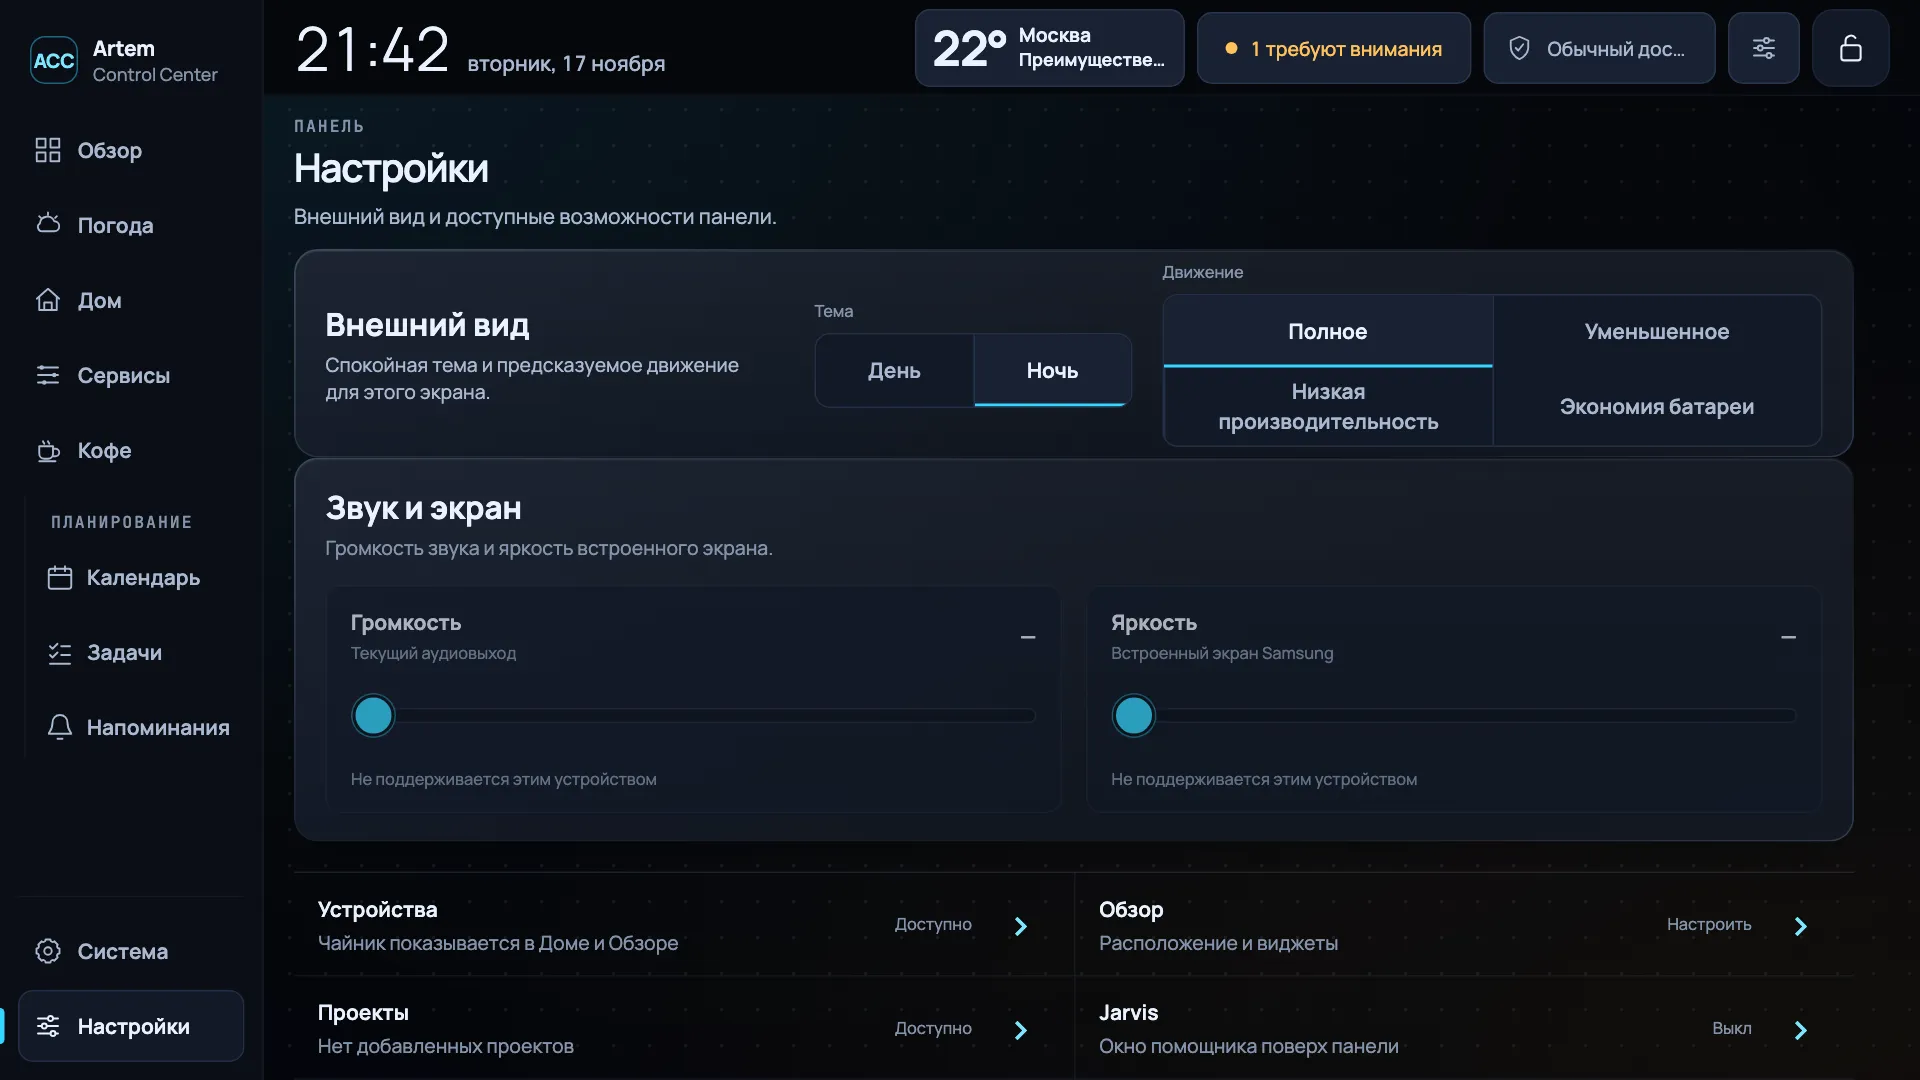 ACC
Artem
Control Center
Обзор
Погода
Дом
Сервисы
Кофе
ПЛАНИРОВАНИЕ
Календарь
Задачи
Напоминания
Система
Настройки
21:42
вторник, 17 ноября
22°
Москва
Преимуществе...
1 требуют внимания
Обычный дос...
ПАНЕЛЬ
Настройки
Внешний вид и доступные возможности панели.
Внешний вид
Спокойная тема и предсказуемое движение
для этого экрана.
Тема
День
Ночь
Движение
Полное
Уменьшенное
Низкая
производительность
Экономия батареи
Звук и экран
Громкость звука и яркость встроенного экрана.
Громкость
Текущий аудиовыход
—
Не поддерживается этим устройством
Яркость
Встроенный экран Samsung
—
Не поддерживается этим устройством
Устройства
Чайник показывается в Доме и Обзоре
Доступно
Обзор
Расположение и виджеты
Настроить
Проекты
Нет добавленных проектов
Доступно
Jarvis
Окно помощника поверх панели
Выкл